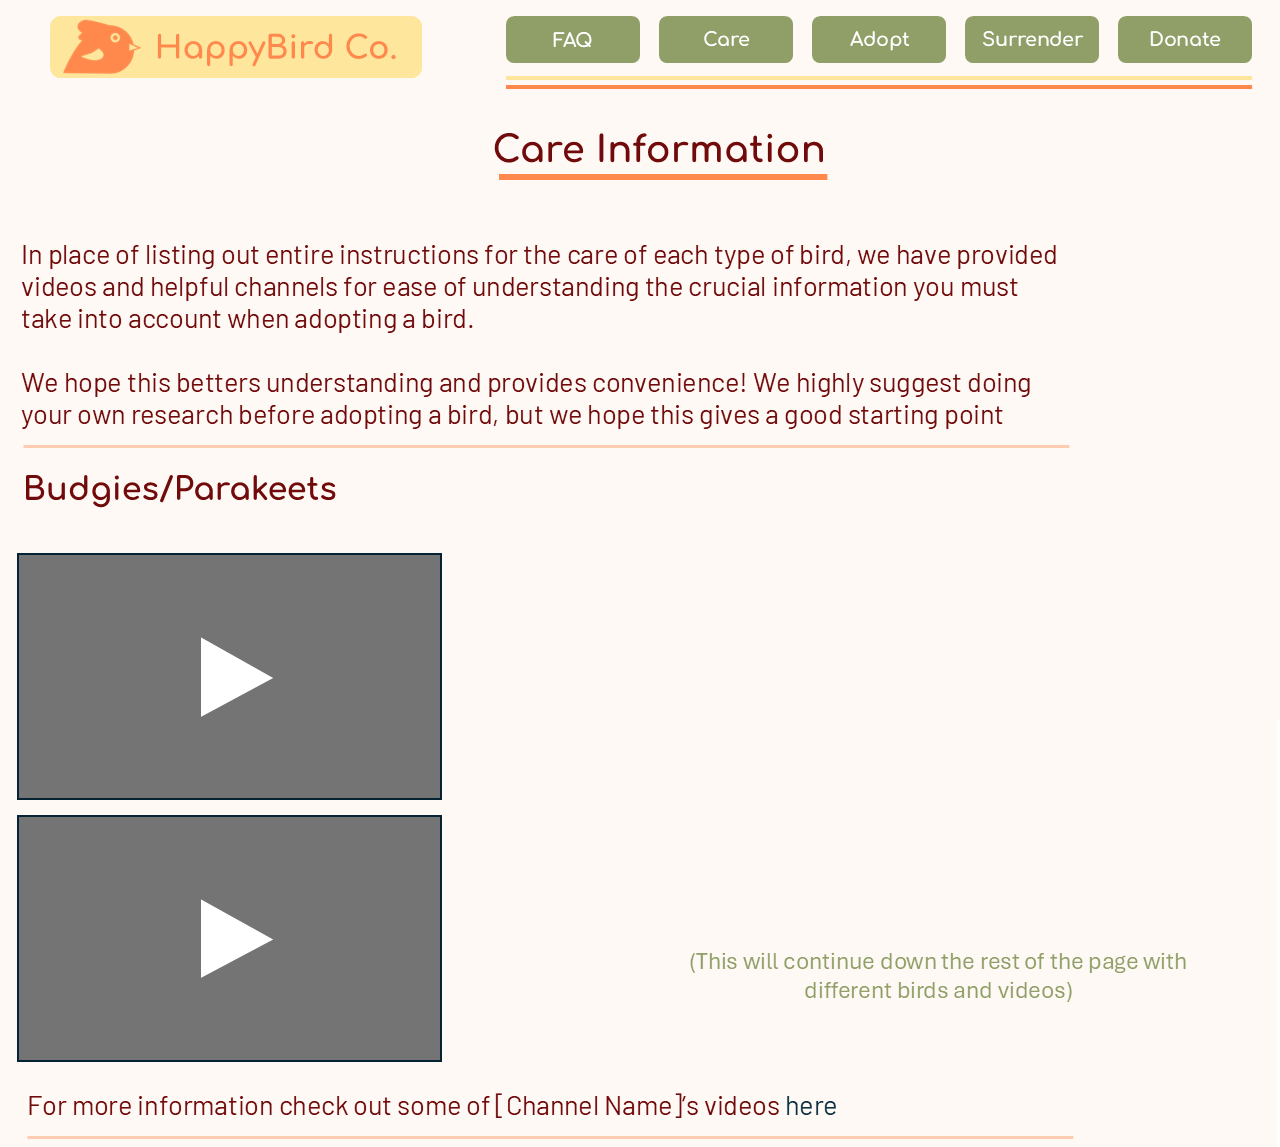 HappyBird Co.
FAQ
Care
Adopt
Surrender
Donate
Care Information
In place of listing out entire instructions for the care of each type of bird, we have provided
videos and helpful channels for ease of understanding the crucial information you must
take into account when adopting a bird.
We hope this betters understanding and provides convenience! We highly suggest doing
your own research before adopting a bird, but we hope this gives a good starting point
Budgies/Parakeets
(This will continue down the rest of the page with
different birds and videos)
For more information check out some of [Channel Name]’s videos here